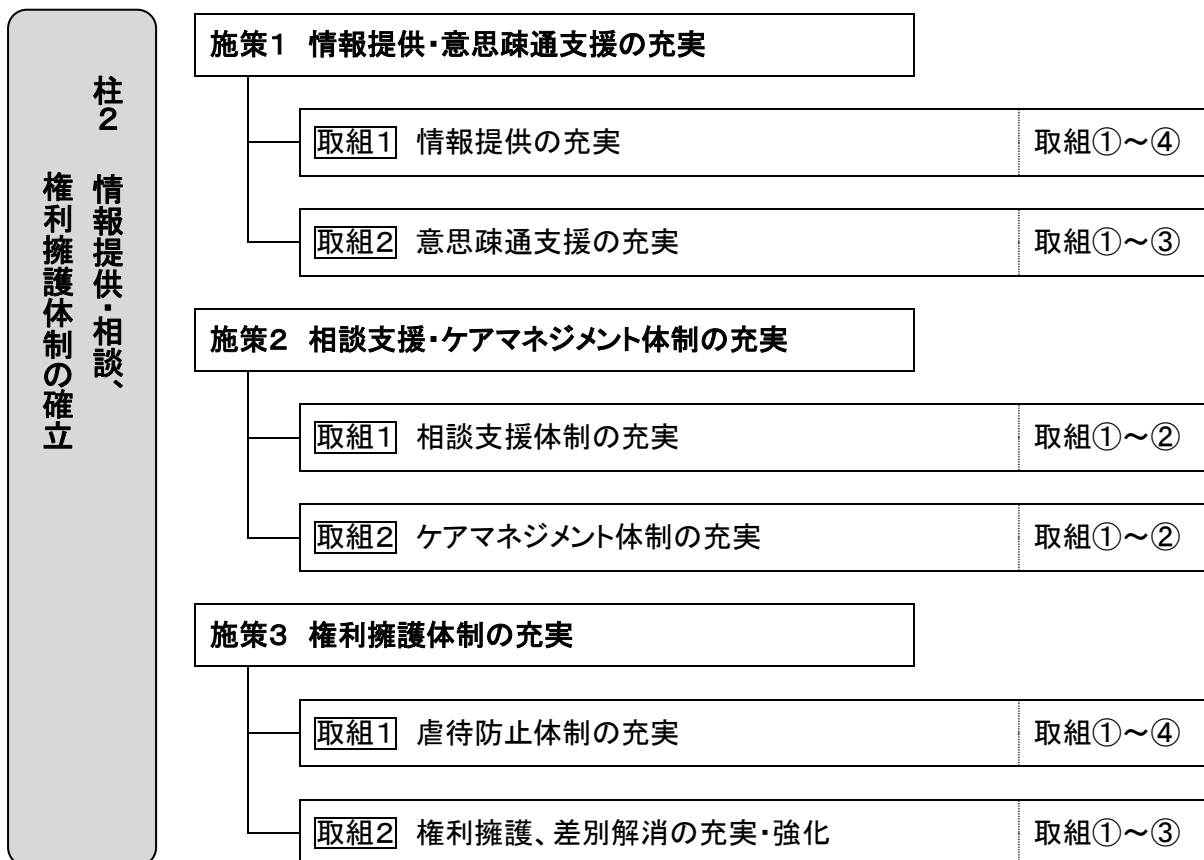 柱２　情報提供・相談、
権利擁護体制の確立
施策１　情報提供・意思疎通支援の充実
取組１　情報提供の充実　取組①～④
取組２　意思疎通支援の充実　取組①～③
施策２　相談支援・ケアマネジメント体制の充実
取組１　相談支援体制の充実　取組①～②
取組２　ケアマネジメント体制の充実　取組①～②
施策３　権利擁護体制の充実
取組１　虐待防止体制の充実　取組①～④
取組２　権利擁護、差別解消の充実・強化　取組①～③